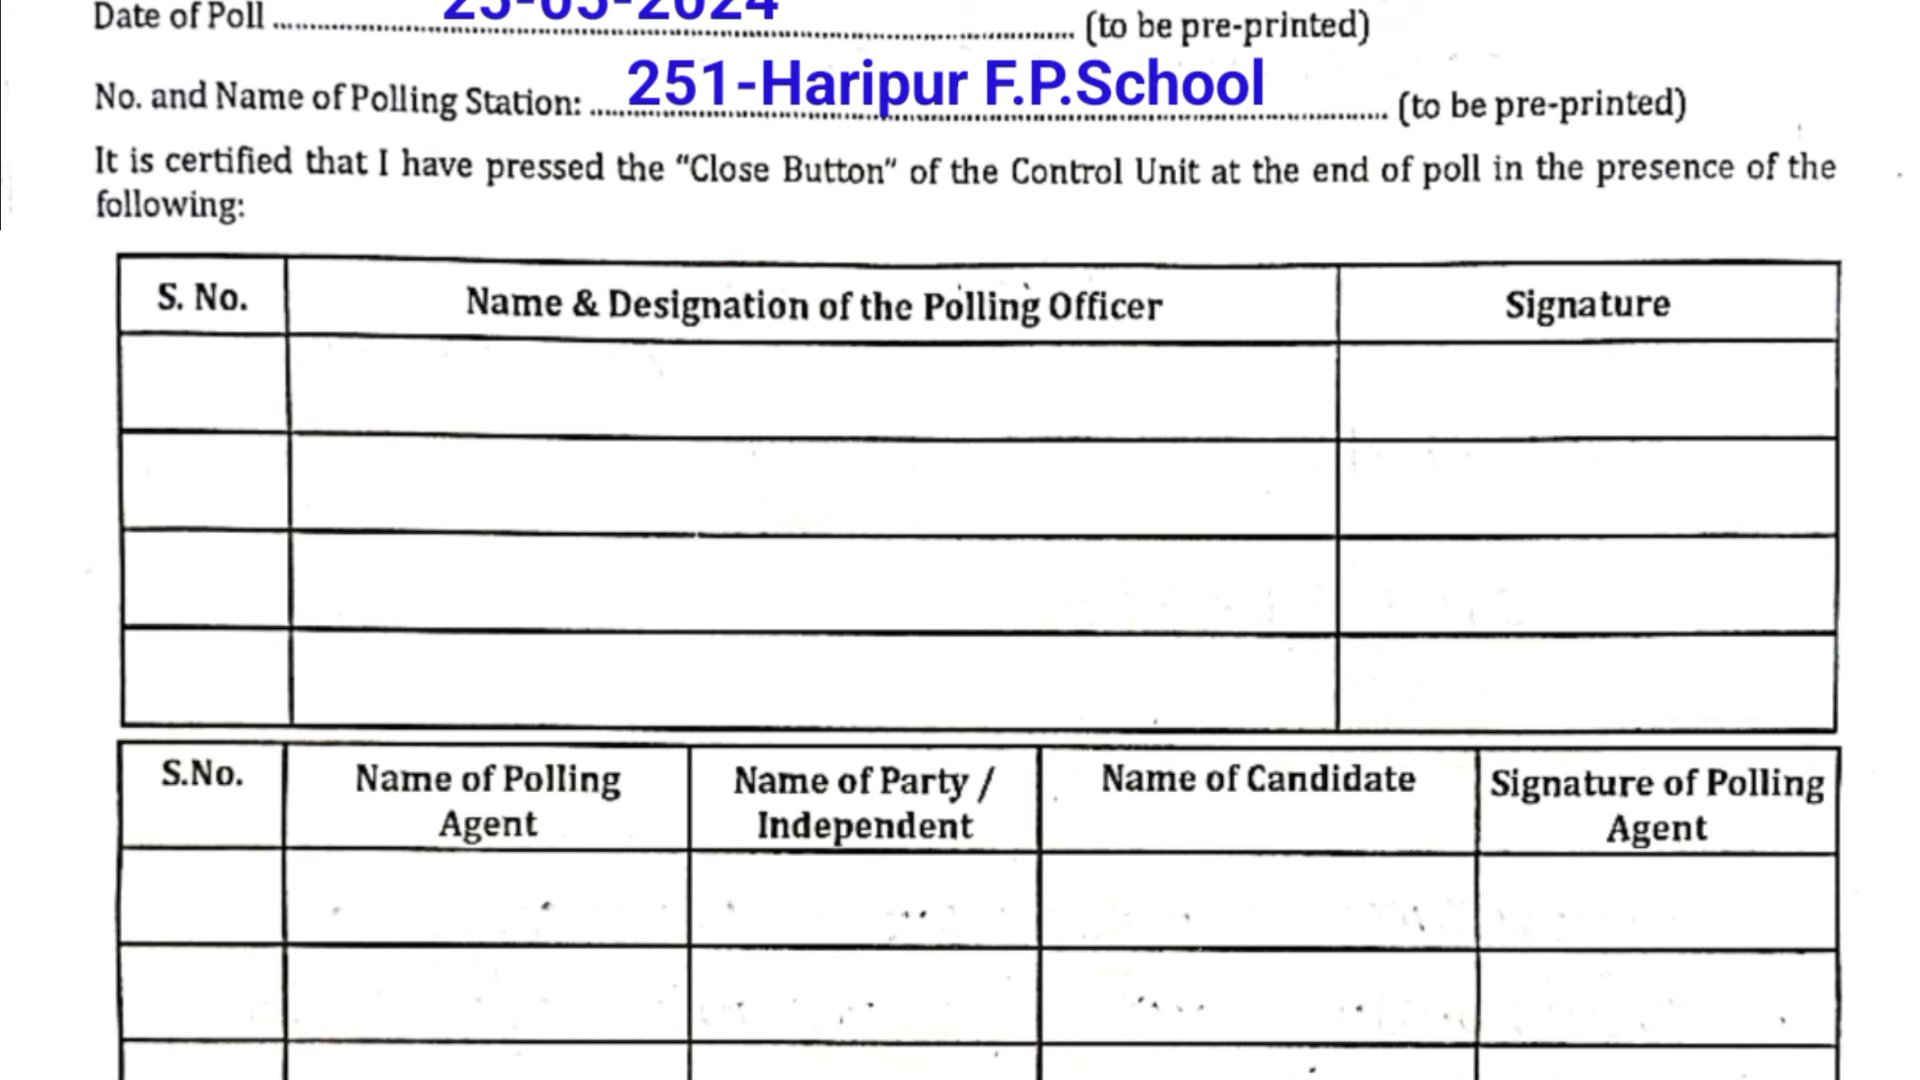 Date of Poll ........................ 25-05-2024 ........................ (to be pre-printed)
No. and Name of Polling Station: ........ 251-Haripur F.P.School ........ (to be pre-printed)
It is certified that I have pressed the “Close Button” of the Control Unit at the end of poll in the presence of the
following:
S. No. Name & Designation of the Polling Officer Signature
S.No. Name of Polling Agent Name of Party / Independent Name of Candidate Signature of Polling Agent